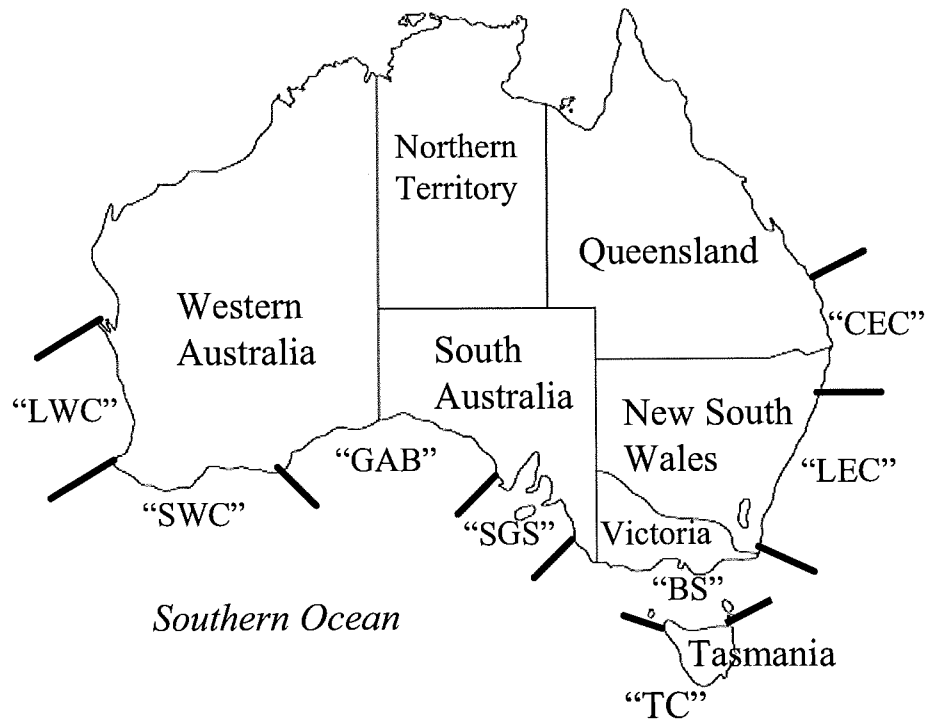 Northern
Territory
Queensland
Western
Australia
“CEC”
South
Australia
“LWC”
New South
Wales
“GAB”
“LEC”
“SWC”
“SGS”
Victoria
“BS”
Southern Ocean
Tasmania
“TC”